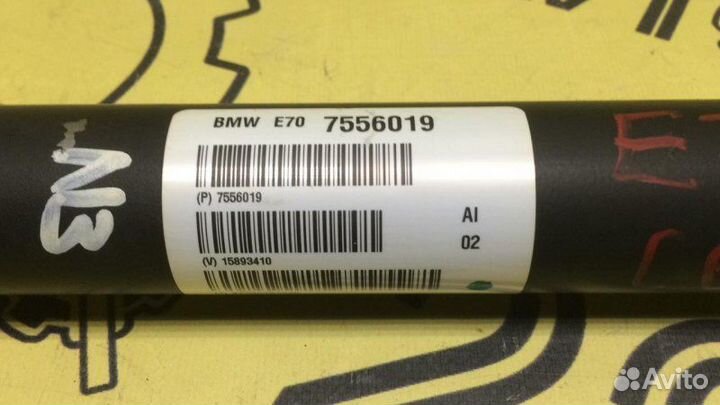 BMW E70 7556019
(P) 7556019
AI
02
(V) 15893410
N3
Avito